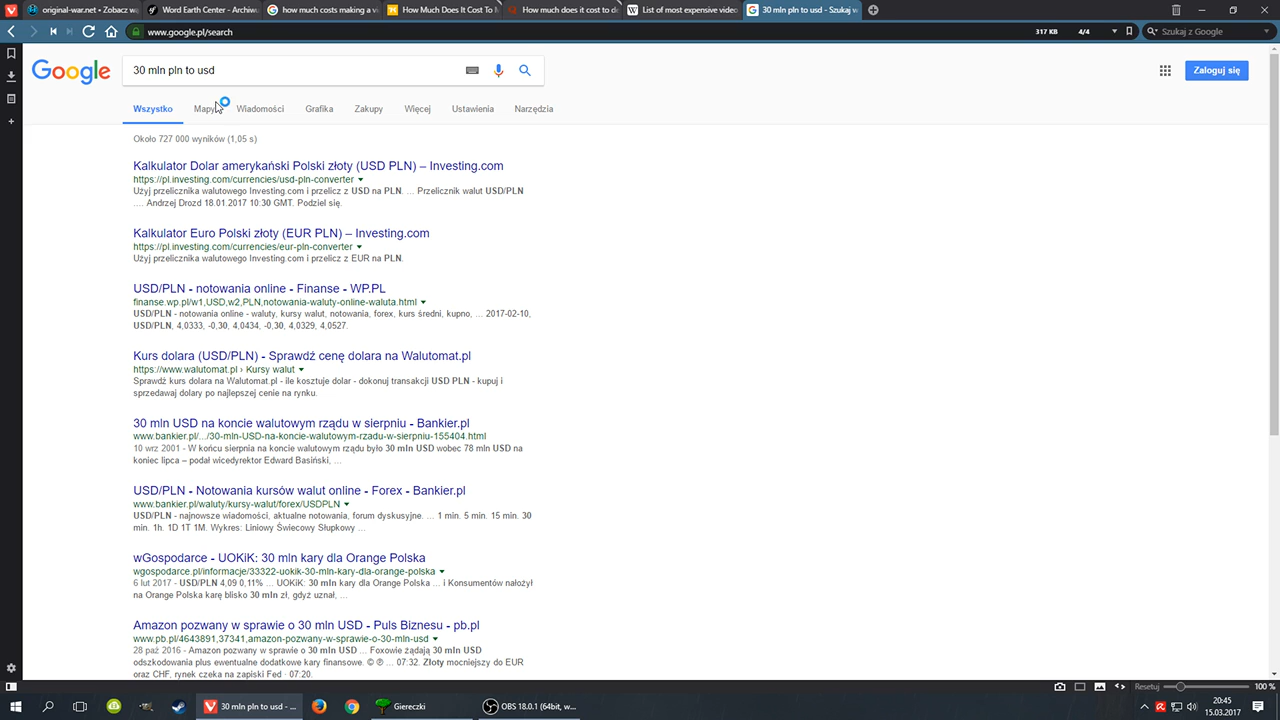 original-war.net • Zobacz w
Word Earth Center - Archiw
how much costs making a v
How Much Does It Cost To M
How much does it cost to de
List of most expensive video
30 mln pln to usd - Szukaj w
www.google.pl/search
317 KB
4/4
Szukaj z Google
Google
30 mln pln to usd
Zaloguj się
Wszystko
Mapy
Wiadomości
Grafika
Zakupy
Więcej
Ustawienia
Narzędzia
Około 727 000 wyników (1,05 s)
Kalkulator Dolar amerykański Polski złoty (USD PLN) – Investing.com
https://pl.investing.com/currencies/usd-pln-converter
Użyj przelicznika walutowego Investing.com i przelicz z USD na PLN. ... Przelicznik walut USD/PLN
.... Andrzej Drozd 18.01.2017 10:30 GMT. Podziel się.
Kalkulator Euro Polski złoty (EUR PLN) – Investing.com
https://pl.investing.com/currencies/eur-pln-converter
Użyj przelicznika walutowego Investing.com i przelicz z EUR na PLN.
USD/PLN - notowania online - Finanse - WP.PL
finanse.wp.pl/w1,USD,w2,PLN,notowania-waluty-online-waluta.html
USD/PLN - notowania online - waluty, kursy walut, notowania, forex, kurs średni, kupno, ... 2017-02-10,
USD/PLN, 4,0333, -0,30, 4,0434, -0,30, 4,0329, 4,0527.
Kurs dolara (USD/PLN) - Sprawdź cenę dolara na Walutomat.pl
https://www.walutomat.pl › Kursy walut
Sprawdź kurs dolara na Walutomat.pl - ile kosztuje dolar - dokonuj transakcji USD PLN - kupuj i
sprzedawaj dolary po najlepszej cenie na rynku.
30 mln USD na koncie walutowym rządu w sierpniu - Bankier.pl
www.bankier.pl/.../30-mln-USD-na-koncie-walutowym-rzadu-w-sierpniu-155404.html
10 wrz 2001 - W końcu sierpnia na koncie walutowym rządu było 30 mln USD wobec 78 mln USD na
koniec lipca – podał wicedyrektor Edward Basiński, ...
USD/PLN - Notowania kursów walut online - Forex - Bankier.pl
www.bankier.pl/waluty/kursy-walut/forex/USDPLN
USD/PLN - najnowsze wiadomości, aktualne notowania, forum dyskusyjne. ... 1 min. 5 min. 15 min. 30
min. 1h. 1D 1T 1M. Wykres: Liniowy Świecowy Słupkowy ...
wGospodarce - UOKiK: 30 mln kary dla Orange Polska
wgospodarce.pl/informacje/33322-uokik-30-mln-kary-dla-orange-polska
6 lut 2017 - USD/PLN 4,09 0,11% ... UOKiK: 30 mln kary dla Orange Polska ... i Konsumentów nałożył
na Orange Polska karę blisko 30 mln zł, gdyż uznał, ...
Amazon pozwany w sprawie o 30 mln USD - Puls Biznesu - pb.pl
www.pb.pl/4643891,37341,amazon-pozwany-w-sprawie-o-30-mln-usd
28 paź 2016 - Amazon pozwany w sprawie o 30 mln USD ... Foxowie żądają 30 mln USD
odszkodowania plus ewentualne dodatkowe kary finansowe. © ℗ ... 07:32. Złoty mocniejszy do EUR
oraz CHF, rynek czeka na zapiski Fed · 07:20.
Resetuj
100 %
30 mln pln to usd - ...
Giereczki
OBS 18.0.1 (64bit, w...
20:45
15.03.2017